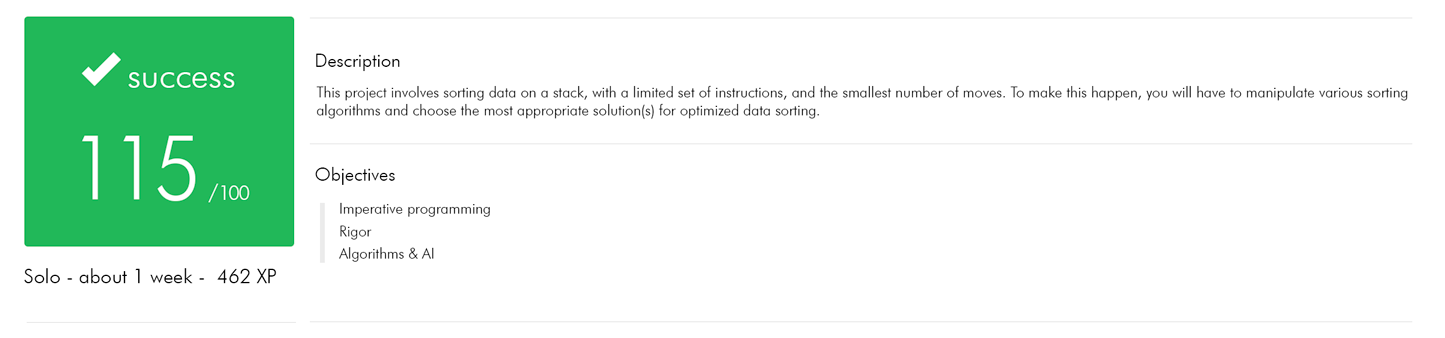 success
115 /100
Solo - about 1 week - 462 XP
Description
This project involves sorting data on a stack, with a limited set of instructions, and the smallest number of moves. To make this happen, you will have to manipulate various sorting
algorithms and choose the most appropriate solution(s) for optimized data sorting.
Objectives
Imperative programming
Rigor
Algorithms & AI